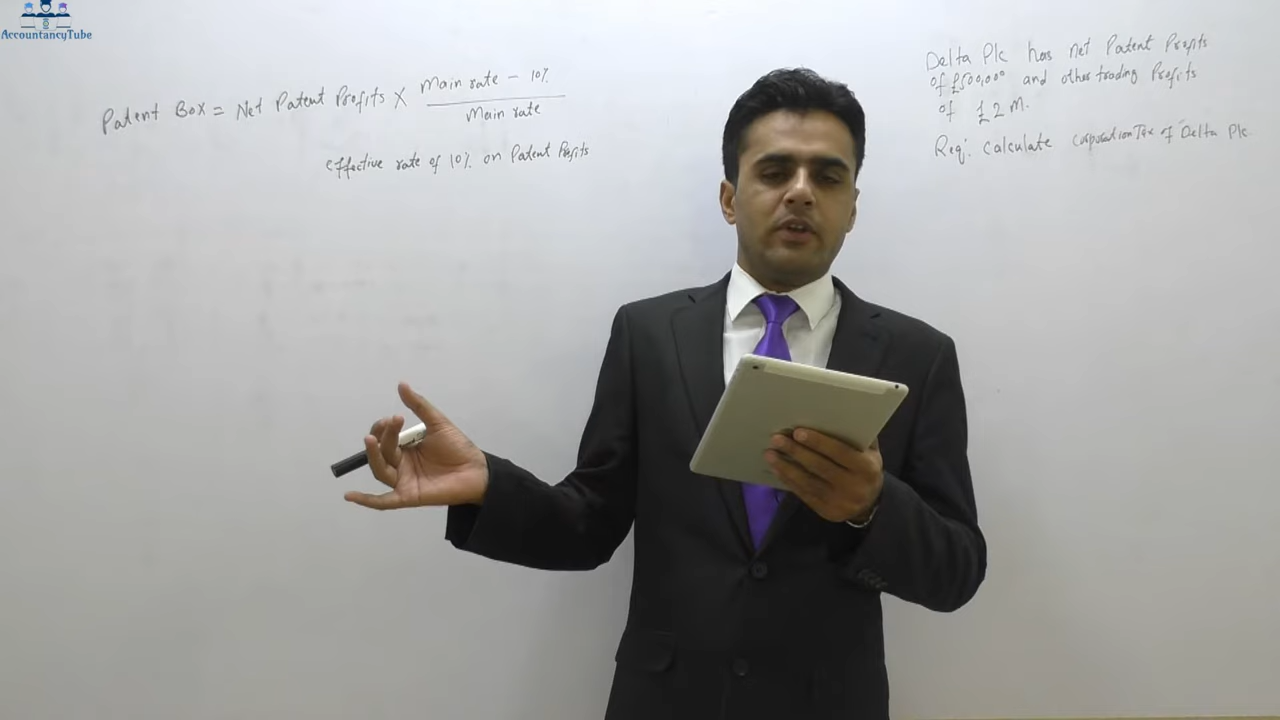 AccountancyTube
Patent Box = Net Patent Profits X Main rate - 10%
Main rate
effective rate of 10% on Patent Profits
Delta Plc has net Patent Profits
of £500,000 and other trading Profits
of £2 m.
Req: Calculate corporation Tax of Delta Plc